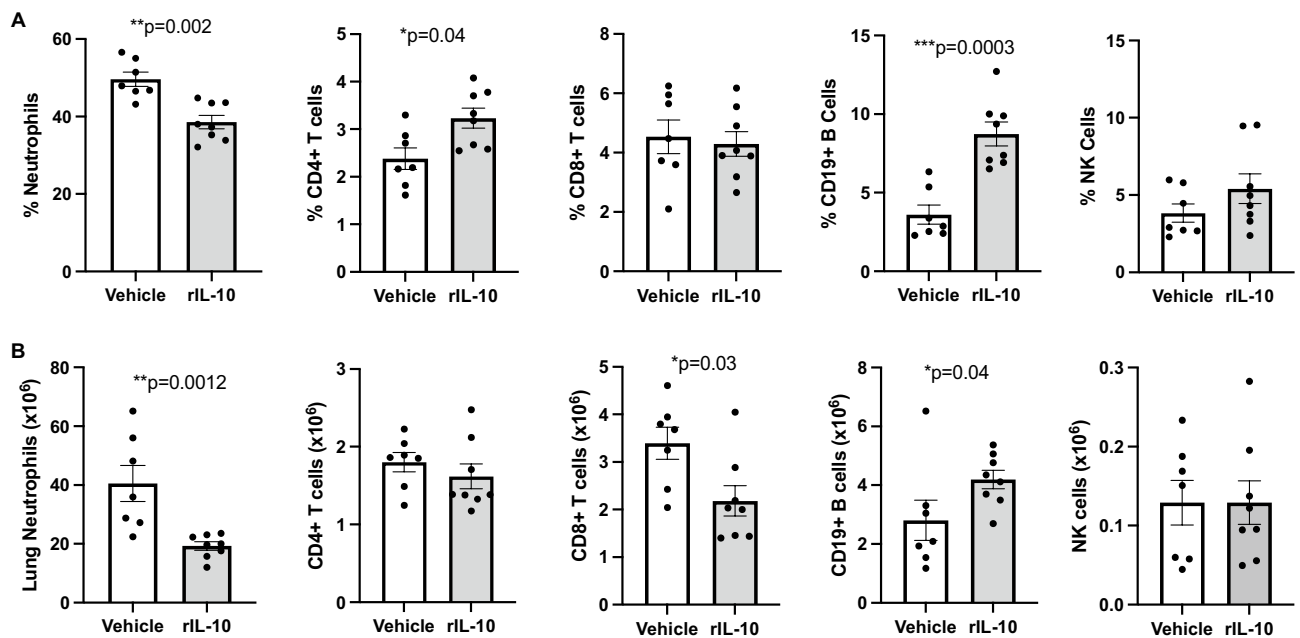 A
% Neutrophils
60
40
20
0
**p=0.002
Vehicle rIL-10
% CD4+ T cells
5
4
3
2
1
0
*p=0.04
Vehicle rIL-10
% CD8+ T cells
8
6
4
2
0
Vehicle rIL-10
% CD19+ B Cells
15
10
5
0
***p=0.0003
Vehicle rIL-10
% NK Cells
15
10
5
0
Vehicle rIL-10
B
Lung Neutrophils (x10⁶)
80
60
40
20
0
**p=0.0012
Vehicle rIL-10
CD4+ T cells (x10⁶)
3
2
1
0
Vehicle rIL-10
CD8+ T cells (x10⁶)
5
4
3
2
1
0
*p=0.03
Vehicle rIL-10
CD19+ B cells (x10⁶)
8
6
4
2
0
*p=0.04
Vehicle rIL-10
NK cells (x10⁶)
0.3
0.2
0.1
0.0
Vehicle rIL-10